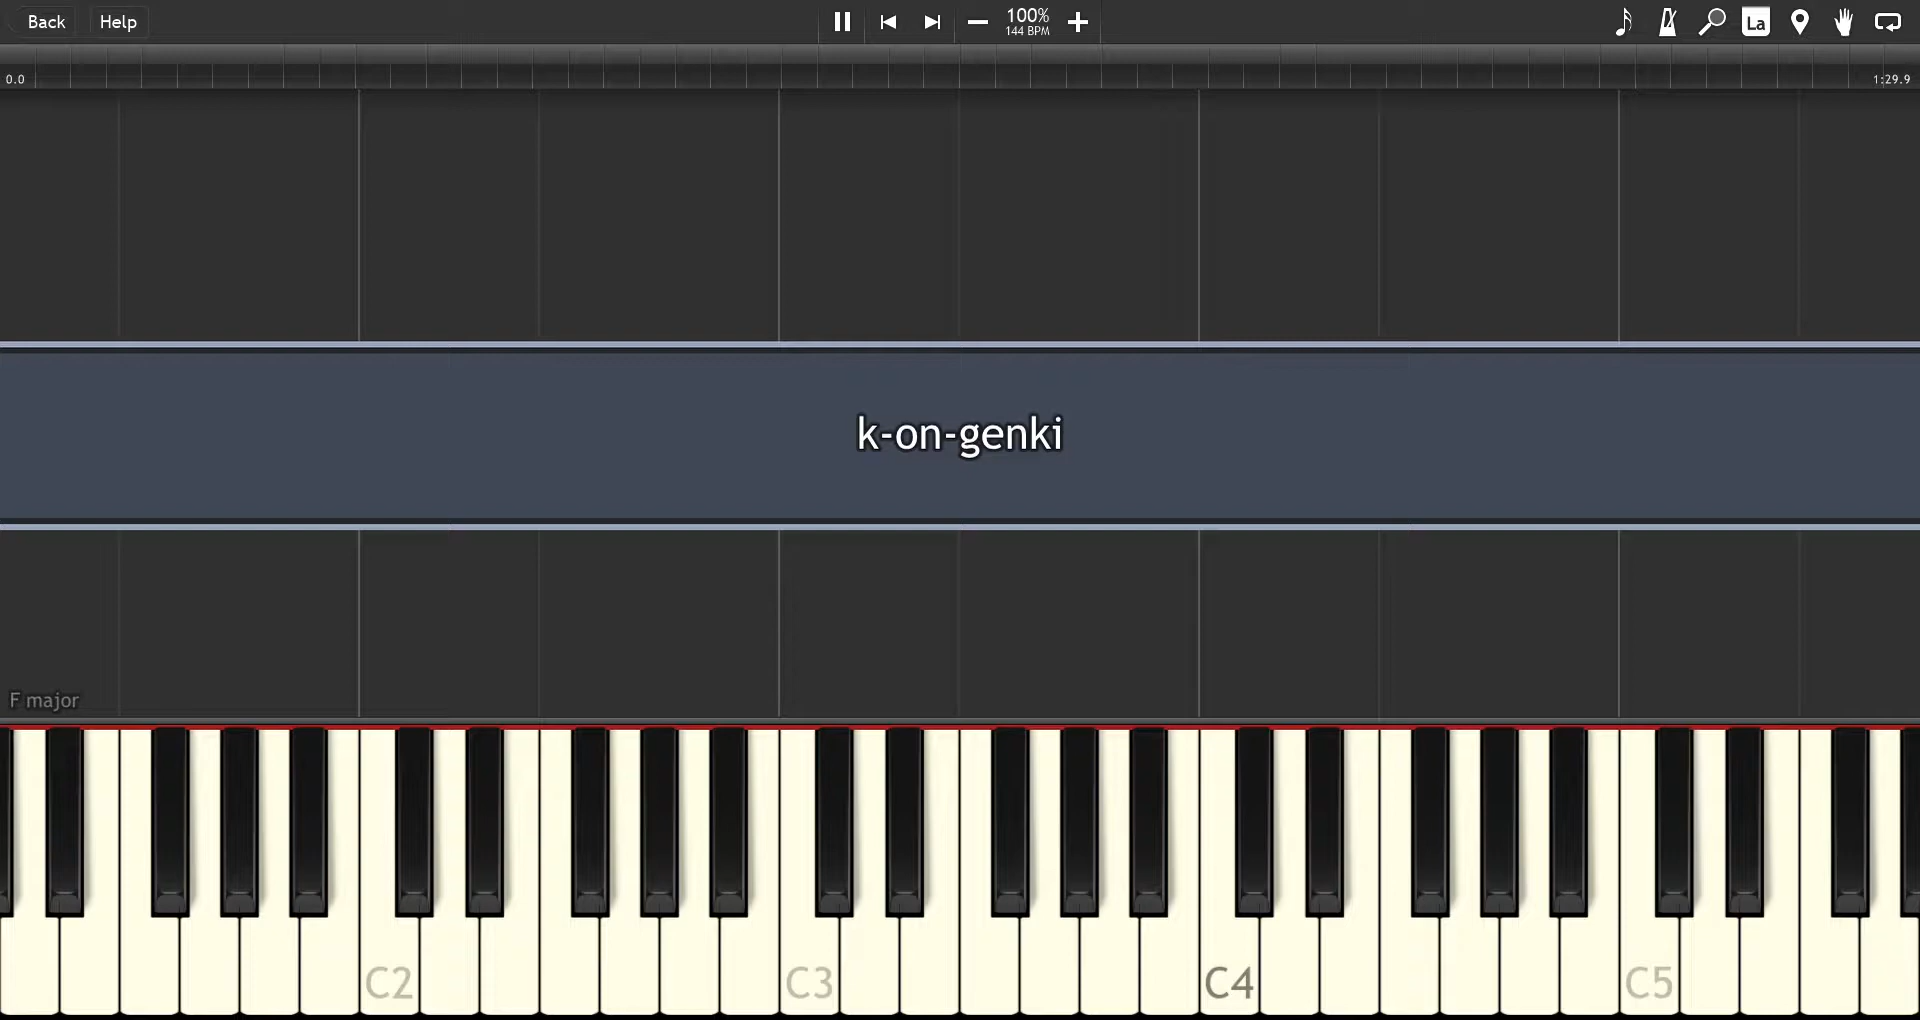 Back Help
100%
144 BPM
La
0.0
1:29.9
k-on-genki
F major
C2 C3 C4 C5